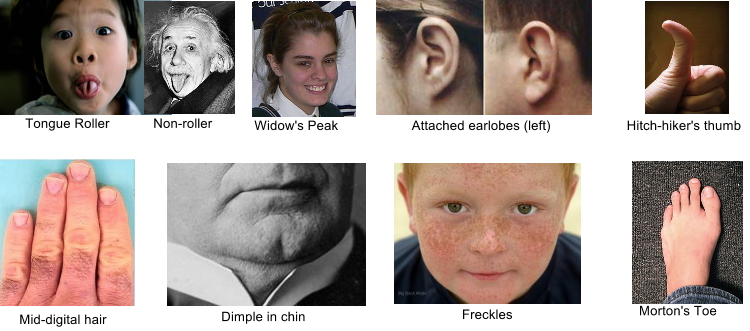 Tongue Roller
Non-roller
Widow's Peak
Attached earlobes (left)
Hitch-hiker's thumb
Mid-digital hair
Dimple in chin
Freckles
Morton's Toe